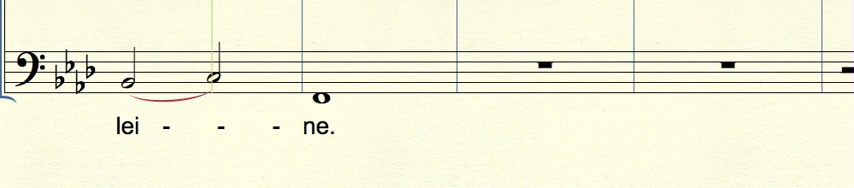 lei - - - ne.